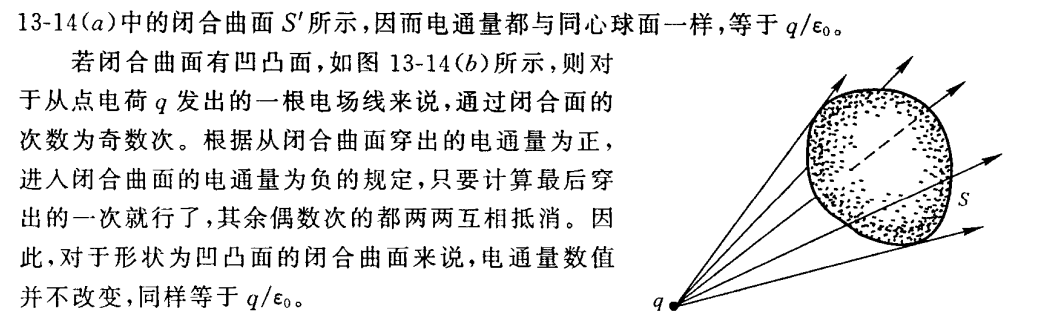 13-14(a)中的闭合曲面 S′所示,因而电通量都与同心球面一样,等于 q/ε₀。
若闭合曲面有凹凸面,如图 13-14(b)所示,则对
于从点电荷 q 发出的一根电场线来说,通过闭合面的
次数为奇数次。根据从闭合曲面穿出的电通量为正,
进入闭合曲面的电通量为负的规定,只要计算最后穿
出的一次就行了,其余偶数次的都两两互相抵消。因
此,对于形状为凹凸面的闭合曲面来说,电通量数值
并不改变,同样等于 q/ε₀。
S
q